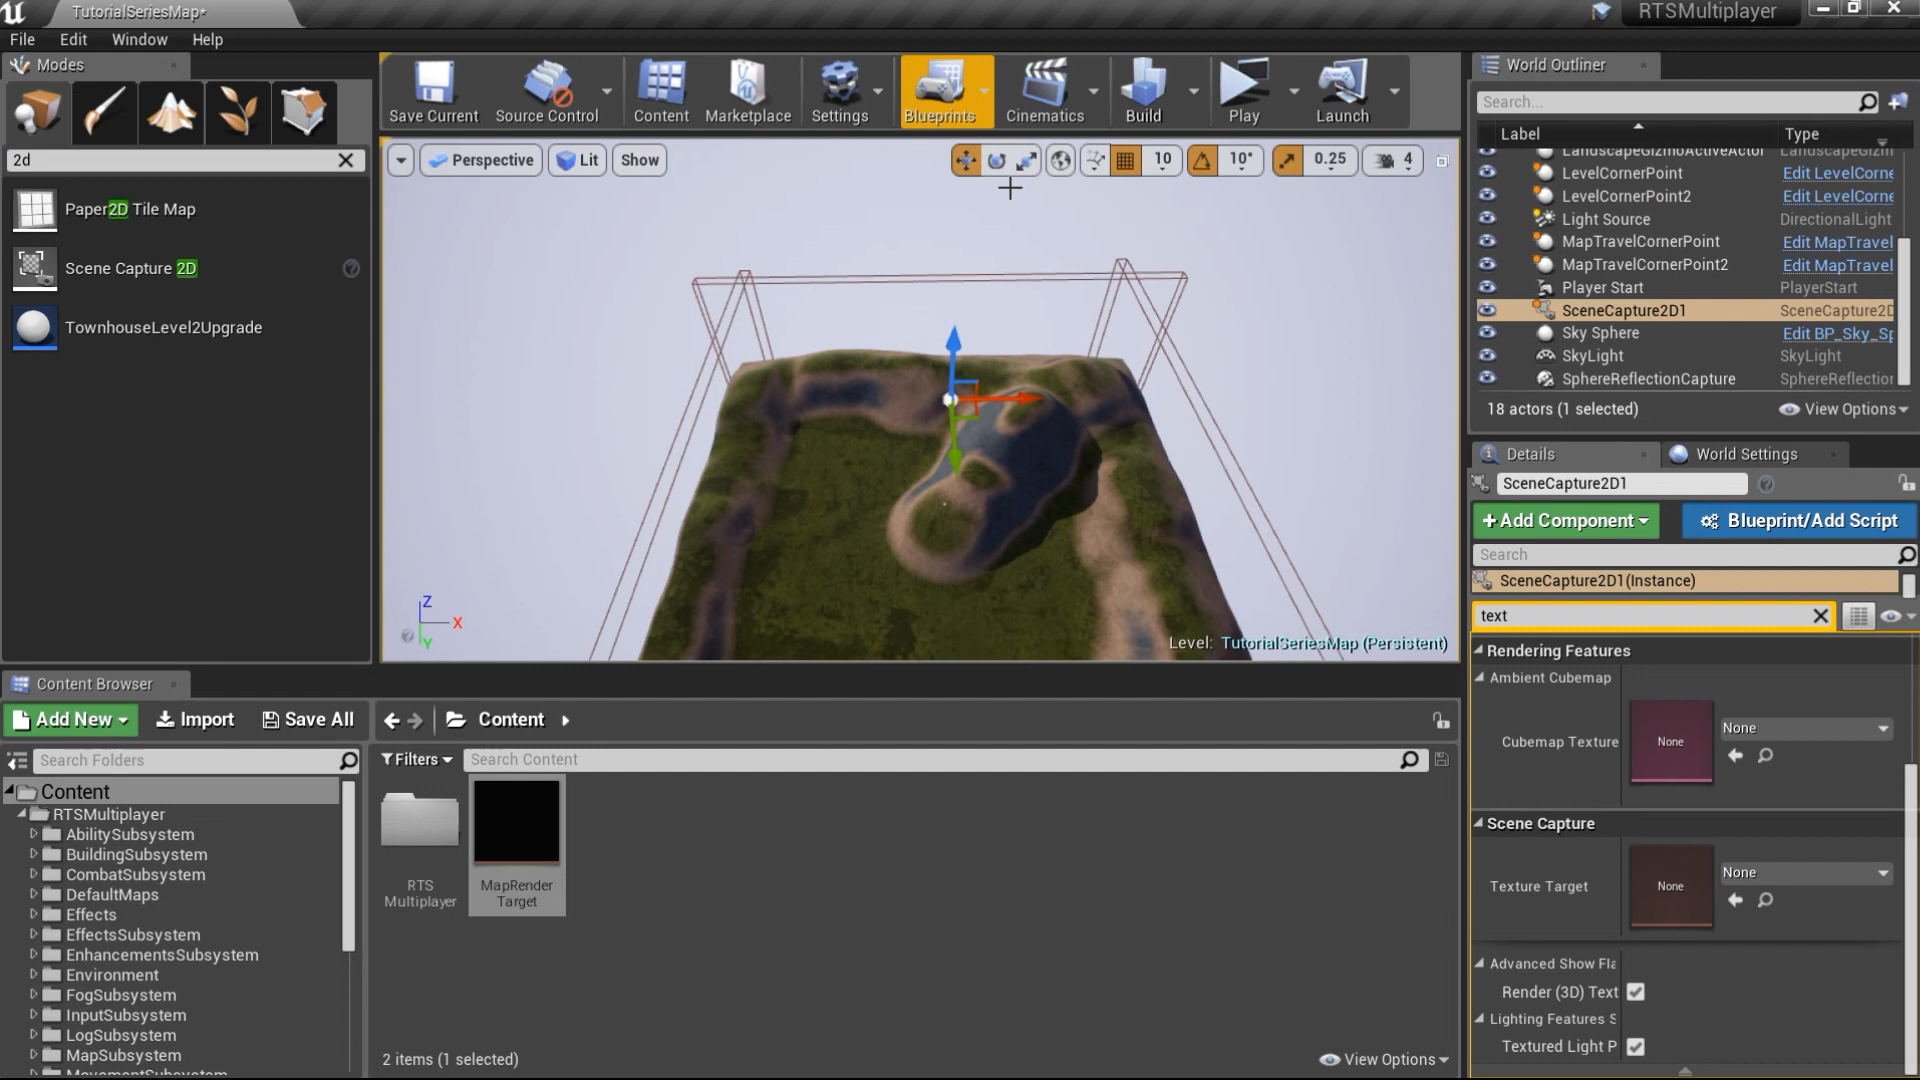 TutorialSeriesMap*
RTSMultiplayer
File Edit Window Help
Modes
2d
Paper2D Tile Map
Scene Capture 2D
TownhouseLevel2Upgrade
Save Current Source Control Content Marketplace Settings Blueprints Cinematics Build Play Launch
Perspective Lit Show 10 10° 0.25 4
Z
X
Y
Level: TutorialSeriesMap (Persistent)
World Outliner
Search...
Label Type
LandscapeGizmoActiveActor LandscapeGizm
LevelCornerPoint Edit LevelCorne
LevelCornerPoint2 Edit LevelCorne
Light Source DirectionalLight
MapTravelCornerPoint Edit MapTravel
MapTravelCornerPoint2 Edit MapTravel
Player Start PlayerStart
SceneCapture2D1 SceneCapture2D
Sky Sphere Edit BP_Sky_Sp
SkyLight SkyLight
SphereReflectionCapture SphereReflection
18 actors (1 selected) View Options
Details World Settings
SceneCapture2D1
+Add Component Blueprint/Add Script
Search
SceneCapture2D1(Instance)
text
Rendering Features
Ambient Cubemap
Cubemap Texture None None
Scene Capture
Texture Target None None
Advanced Show Fla
Render (3D) Text
Lighting Features S
Textured Light P
Content Browser
Add New Import Save All Content
Search Folders
Filters Search Content
Content
RTSMultiplayer
AbilitySubsystem
BuildingSubsystem
CombatSubsystem
DefaultMaps
Effects
EffectsSubsystem
EnhancementsSubsystem
Environment
FogSubsystem
InputSubsystem
LogSubsystem
MapSubsystem
MovementSubsystem
RTS
Multiplayer
MapRender
Target
2 items (1 selected) View Options